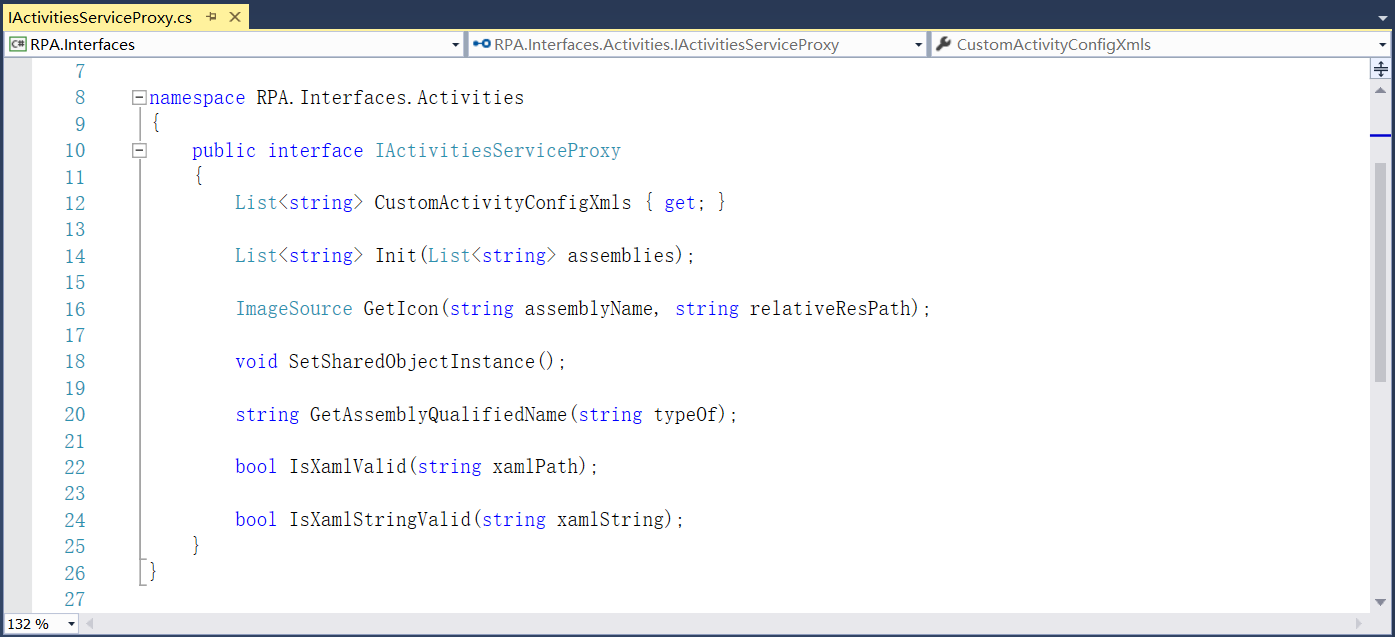 IActivitiesServiceProxy.cs
RPA.Interfaces RPA.Interfaces.Activities.IActivitiesServiceProxy CustomActivityConfigXmls
7
8 namespace RPA.Interfaces.Activities
9 {
10 public interface IActivitiesServiceProxy
11 {
12 List<string> CustomActivityConfigXmls { get; }
13
14 List<string> Init(List<string> assemblies);
15
16 ImageSource GetIcon(string assemblyName, string relativeResPath);
17
18 void SetSharedObjectInstance();
19
20 string GetAssemblyQualifiedName(string typeOf);
21
22 bool IsXamlValid(string xamlPath);
23
24 bool IsXamlStringValid(string xamlString);
25 }
26 }
27
132 %